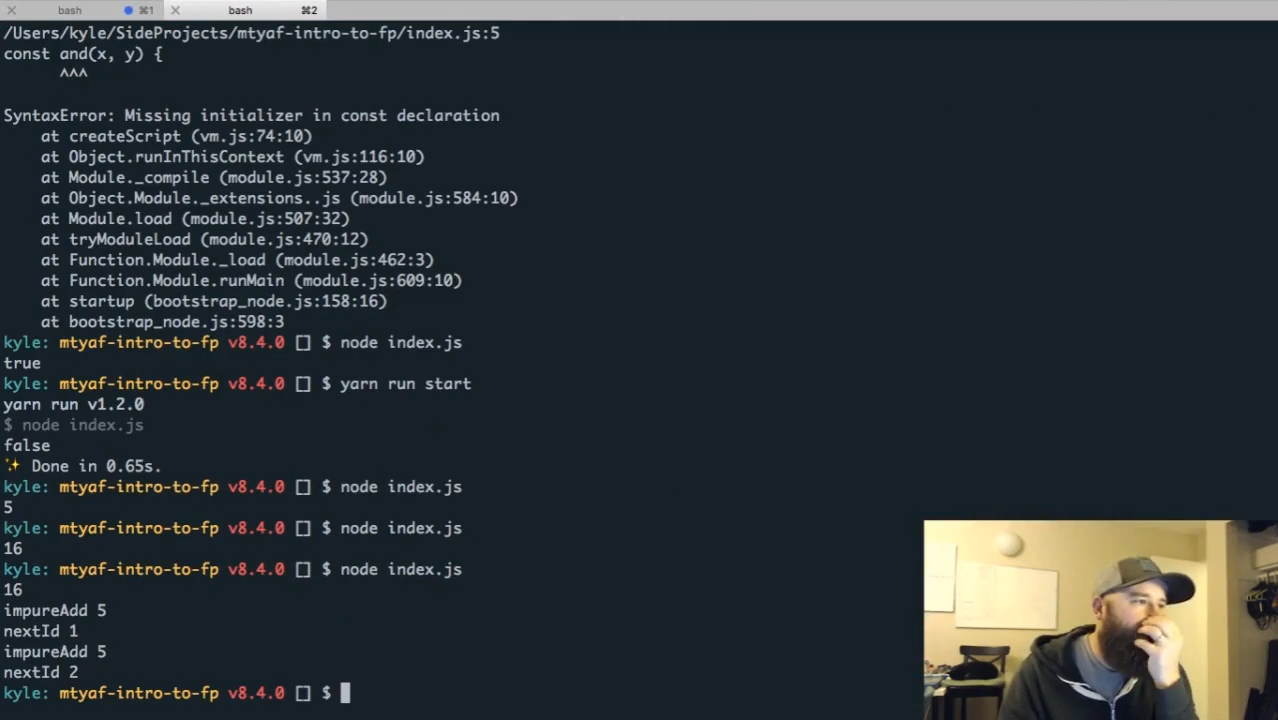 bash ⌘1 bash ⌘2
/Users/kyle/SideProjects/mtyaf-intro-to-fp/index.js:5
const and(x, y) {
^^^
SyntaxError: Missing initializer in const declaration
at createScript (vm.js:74:10)
at Object.runInThisContext (vm.js:116:10)
at Module._compile (module.js:537:28)
at Object.Module._extensions..js (module.js:584:10)
at Module.load (module.js:507:32)
at tryModuleLoad (module.js:470:12)
at Function.Module._load (module.js:462:3)
at Function.Module.runMain (module.js:609:10)
at startup (bootstrap_node.js:158:16)
at bootstrap_node.js:598:3
kyle: mtyaf-intro-to-fp v8.4.0 [] $ node index.js
true
kyle: mtyaf-intro-to-fp v8.4.0 [] $ yarn run start
yarn run v1.2.0
$ node index.js
false
✨ Done in 0.65s.
kyle: mtyaf-intro-to-fp v8.4.0 [] $ node index.js
5
kyle: mtyaf-intro-to-fp v8.4.0 [] $ node index.js
16
kyle: mtyaf-intro-to-fp v8.4.0 [] $ node index.js
16
impureAdd 5
nextId 1
impureAdd 5
nextId 2
kyle: mtyaf-intro-to-fp v8.4.0 [] $